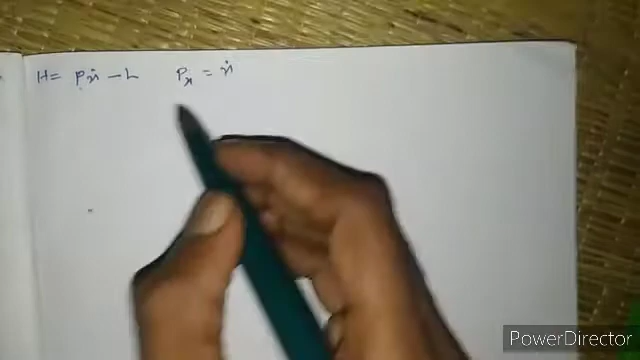 H = pẋ - L    Pₓ = ẋ
PowerDirector